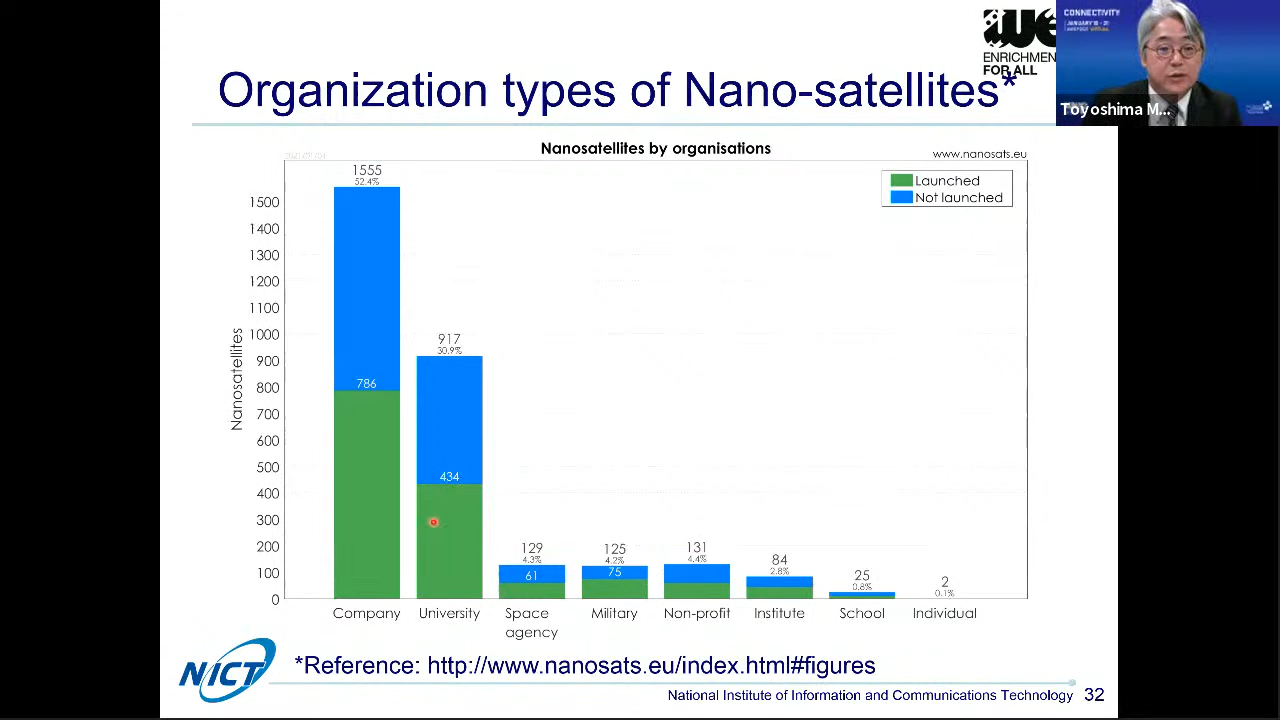 iwe
ENRICHMEN
FOR ALL
CONNECTIVITY
Toyoshima M...
Organization types of Nano-satellites*
Nanosatellites by organisations
www.nanosats.eu
Launched
Not launched
Nanosatellites
1500
1400
1300
1200
1100
1000
900
800
700
600
500
400
300
200
100
0
1555
52.4%
786
917
30.9%
434
129
4.3%
61
125
4.2%
75
131
4.4%
84
2.8%
25
0.8%
2
0.1%
Company
University
Space
agency
Military
Non-profit
Institute
School
Individual
NICT
*Reference: http://www.nanosats.eu/index.html#figures
National Institute of Information and Communications Technology 32